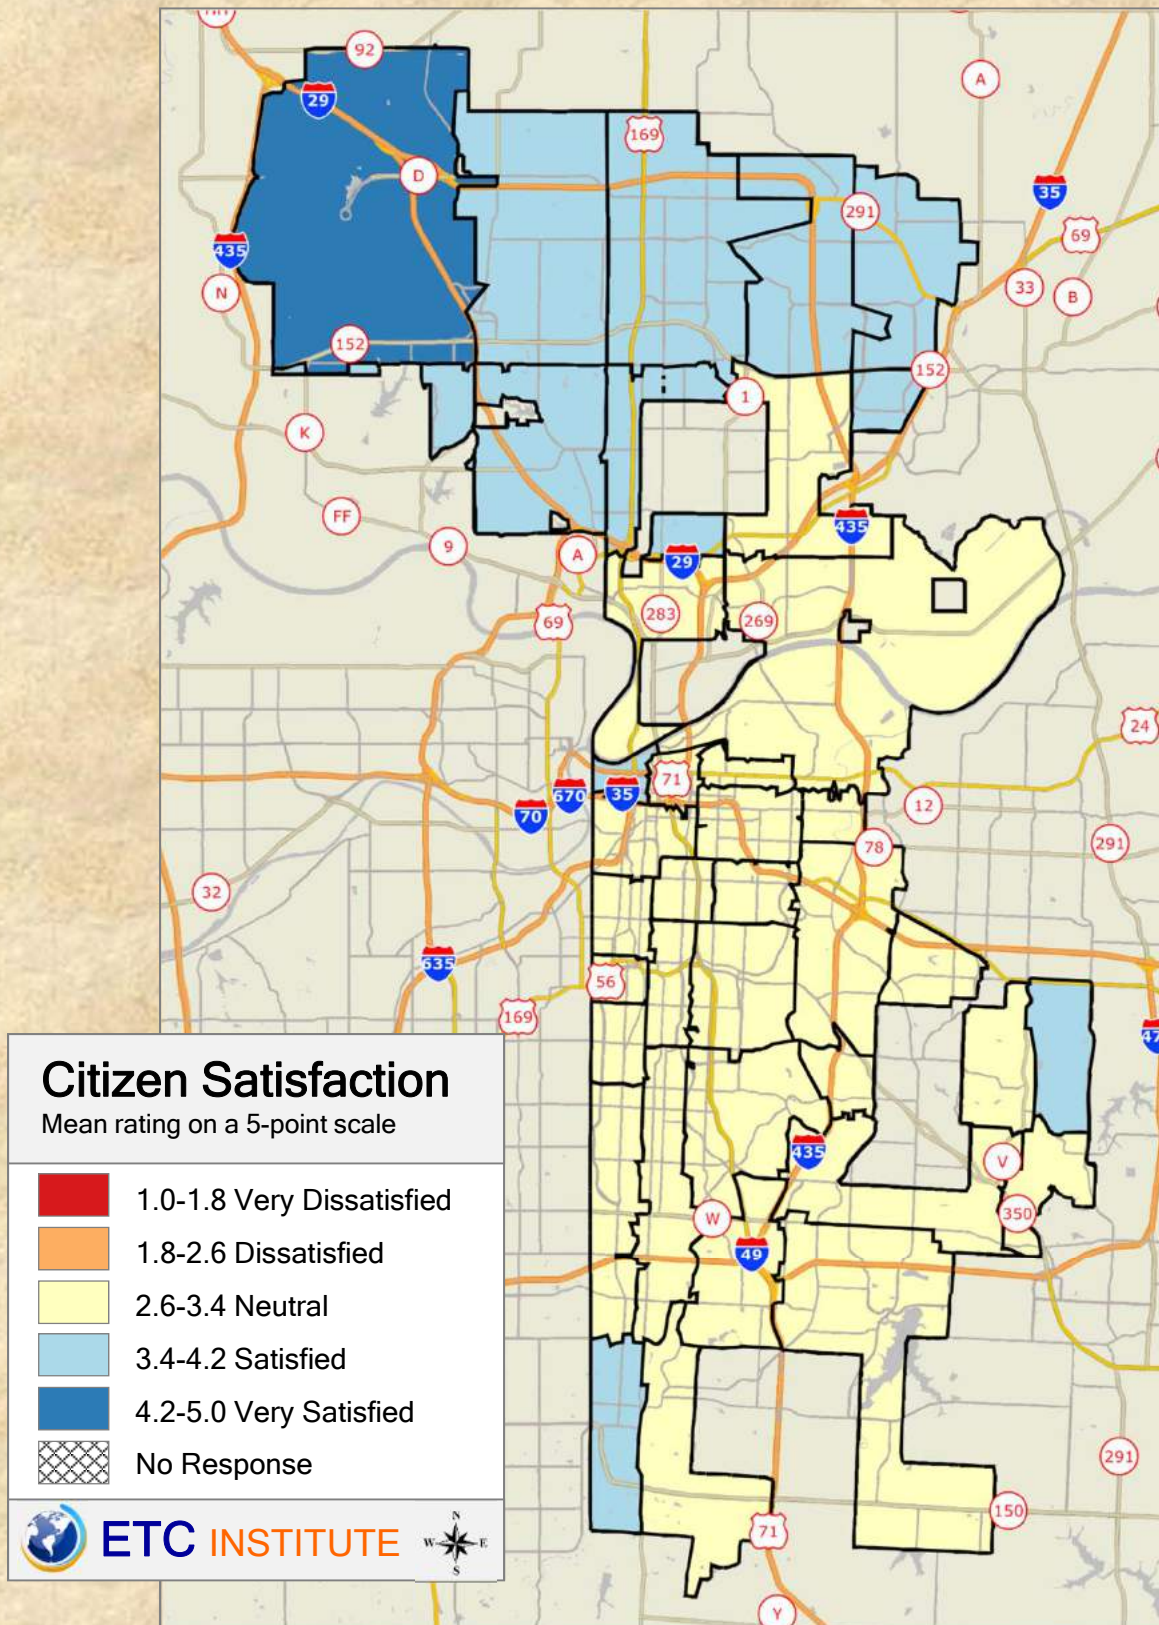 92
29
A
169
D
35
291
69
435
N
33
B
152
152
1
K
FF
435
9
A
29
283
269
69
24
71
670
35
70
12
78
291
32
635
56
169
47
Citizen Satisfaction
Mean rating on a 5-point scale
435
V
350
W
49
1.0-1.8 Very Dissatisfied
1.8-2.6 Dissatisfied
2.6-3.4 Neutral
3.4-4.2 Satisfied
4.2-5.0 Very Satisfied
No Response
291
150
71
ETC INSTITUTE
N
W E
S
Y